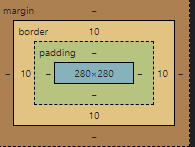 margin –
border 10
padding –
– 10 – 280×280 – 10 –
–
10
–